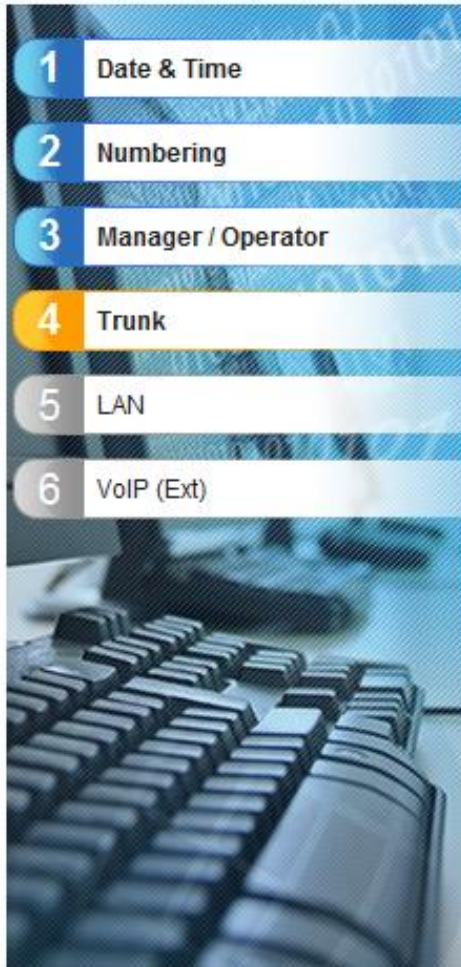 1 Date & Time
2 Numbering
3 Manager / Operator
4 Trunk
5 LAN
6 VoIP (Ext)